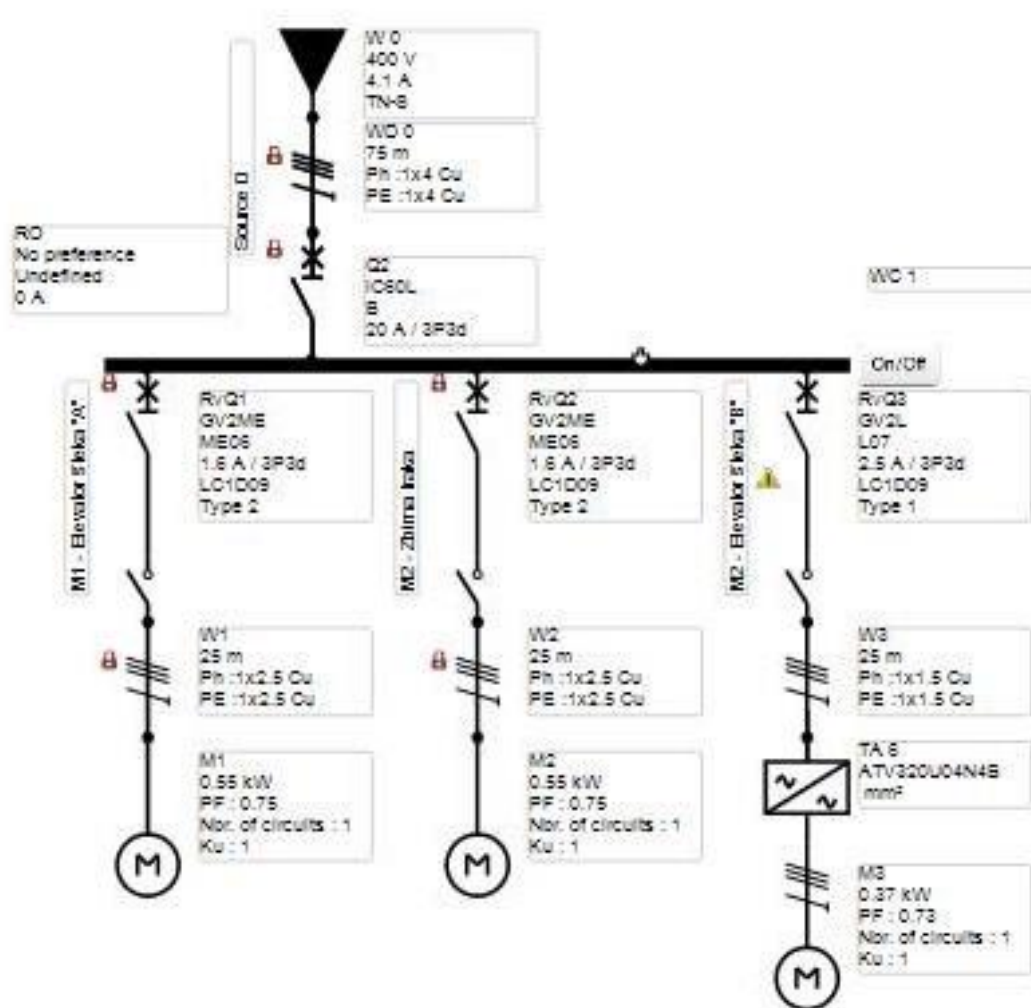 W 0
400 V
4.1 A
TN-S
WD 0
75 m
Ph :1x4 Cu
PE :1x4 Cu
Source 0
No preference
Undefined
0 A
Q2
IC60L
B
20 A / 3P3d
WC 1
On/Off
M1 - Elevator isteka "A"
GV2ME
ME06
1.6 A / 3P3d
LC1D09
Type 2
M2 - Zbirna traka
GV2ME
ME06
1.6 A / 3P3d
LC1D09
Type 2
M2 - Elevator isteka "B"
GV2L
L07
2.5 A / 3P3d
LC1D09
Type 1
W1
25 m
Ph :1x2.5 Cu
PE :1x2.5 Cu
W2
25 m
Ph :1x2.5 Cu
PE :1x2.5 Cu
W3
25 m
Ph :1x1.5 Cu
PE :1x1.5 Cu
M1
0.55 kW
PF : 0.75
Nbr. of circuits : 1
Ku : 1
M
M2
0.55 kW
PF : 0.75
Nbr. of circuits : 1
Ku : 1
M
TA 6
ATV320U04N4B
mm²
M3
0.37 kW
PF : 0.73
Nbr. of circuits : 1
Ku : 1
M